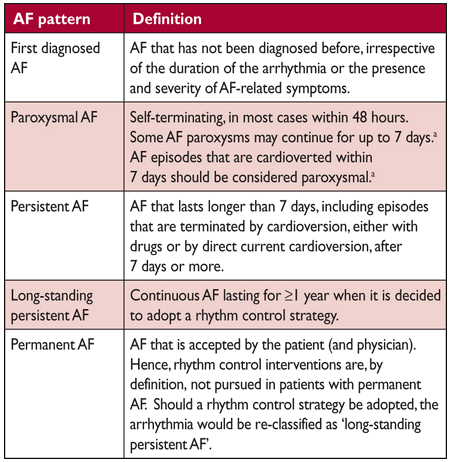 AF pattern Definition
First diagnosed AF that has not been diagnosed before, irrespective
AF of the duration of the arrhythmia or the presence
and severity of AF-related symptoms.
Paroxysmal AF Self-terminating, in most cases within 48 hours.
Some AF paroxysms may continue for up to 7 days.a
AF episodes that are cardioverted within
7 days should be considered paroxysmal.a
Persistent AF AF that lasts longer than 7 days, including episodes
that are terminated by cardioversion, either with
drugs or by direct current cardioversion, after
7 days or more.
Long-standing Continuous AF lasting for ≥1 year when it is decided
persistent AF to adopt a rhythm control strategy.
Permanent AF AF that is accepted by the patient (and physician).
Hence, rhythm control interventions are, by
definition, not pursued in patients with permanent
AF. Should a rhythm control strategy be adopted, the
arrhythmia would be re-classified as ‘long-standing
persistent AF’.